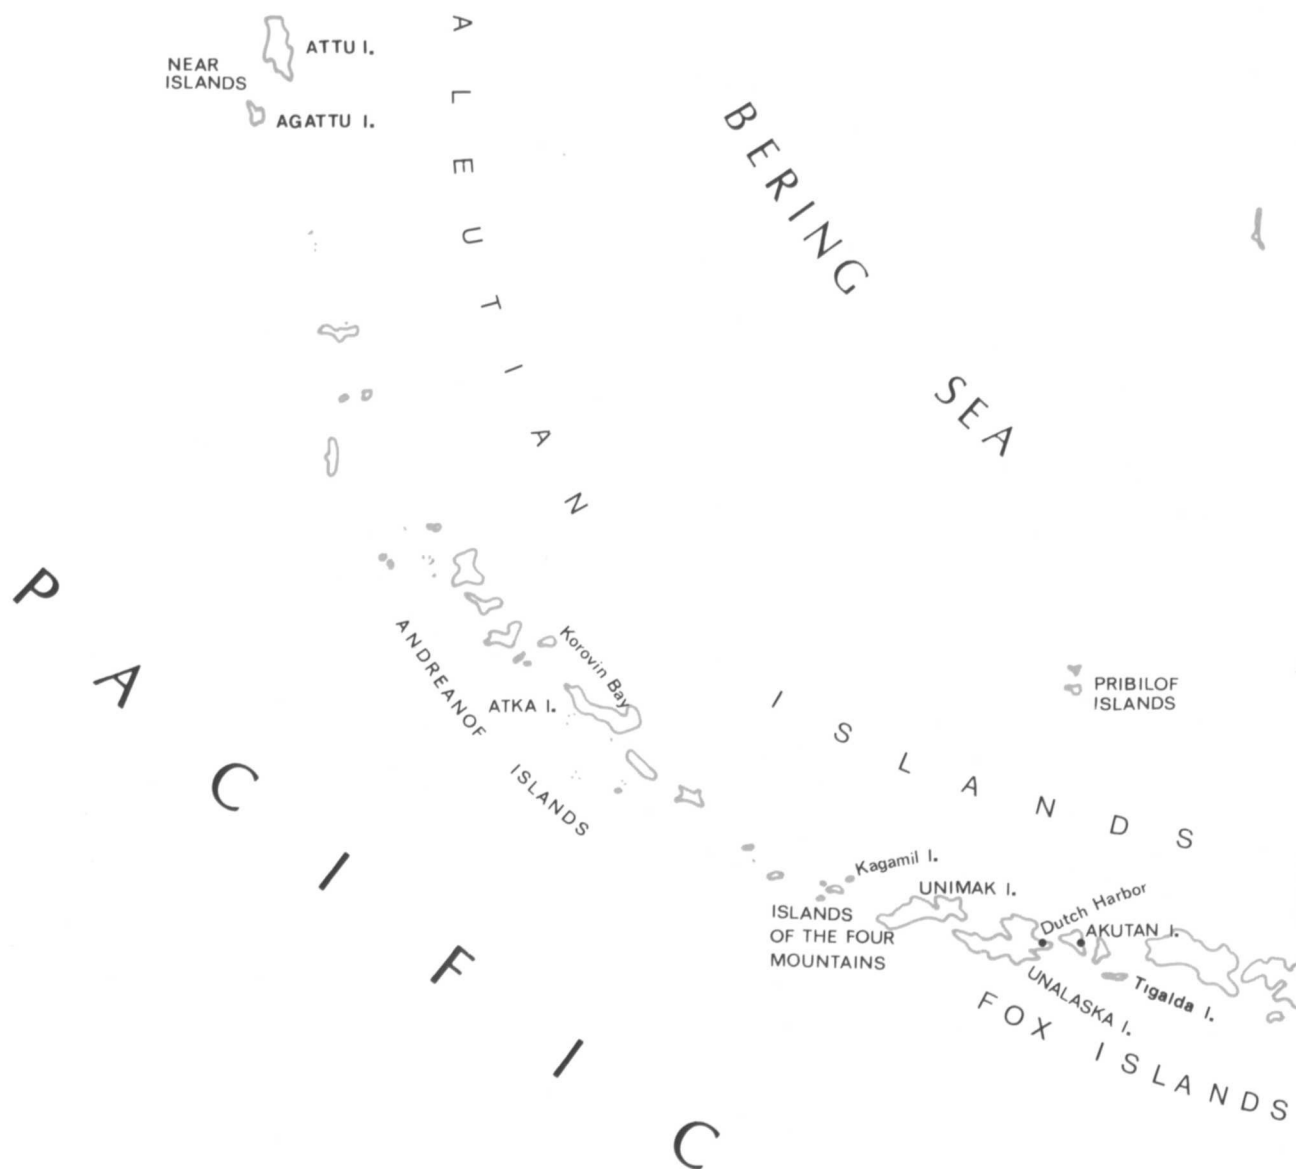 ATTU I.
NEAR
ISLANDS
AGATTU I.
ALEUTIAN
ISLANDS
BERING
SEA
PACIFIC
ANDREANOF
ISLANDS
Korovin Bay
ATKA I.
PRIBILOF
ISLANDS
Kagamil I.
UNIMAK I.
ISLANDS
OF THE FOUR
MOUNTAINS
Dutch Harbor
AKUTAN I.
UNALASKA I.
Tigalda I.
FOX ISLANDS